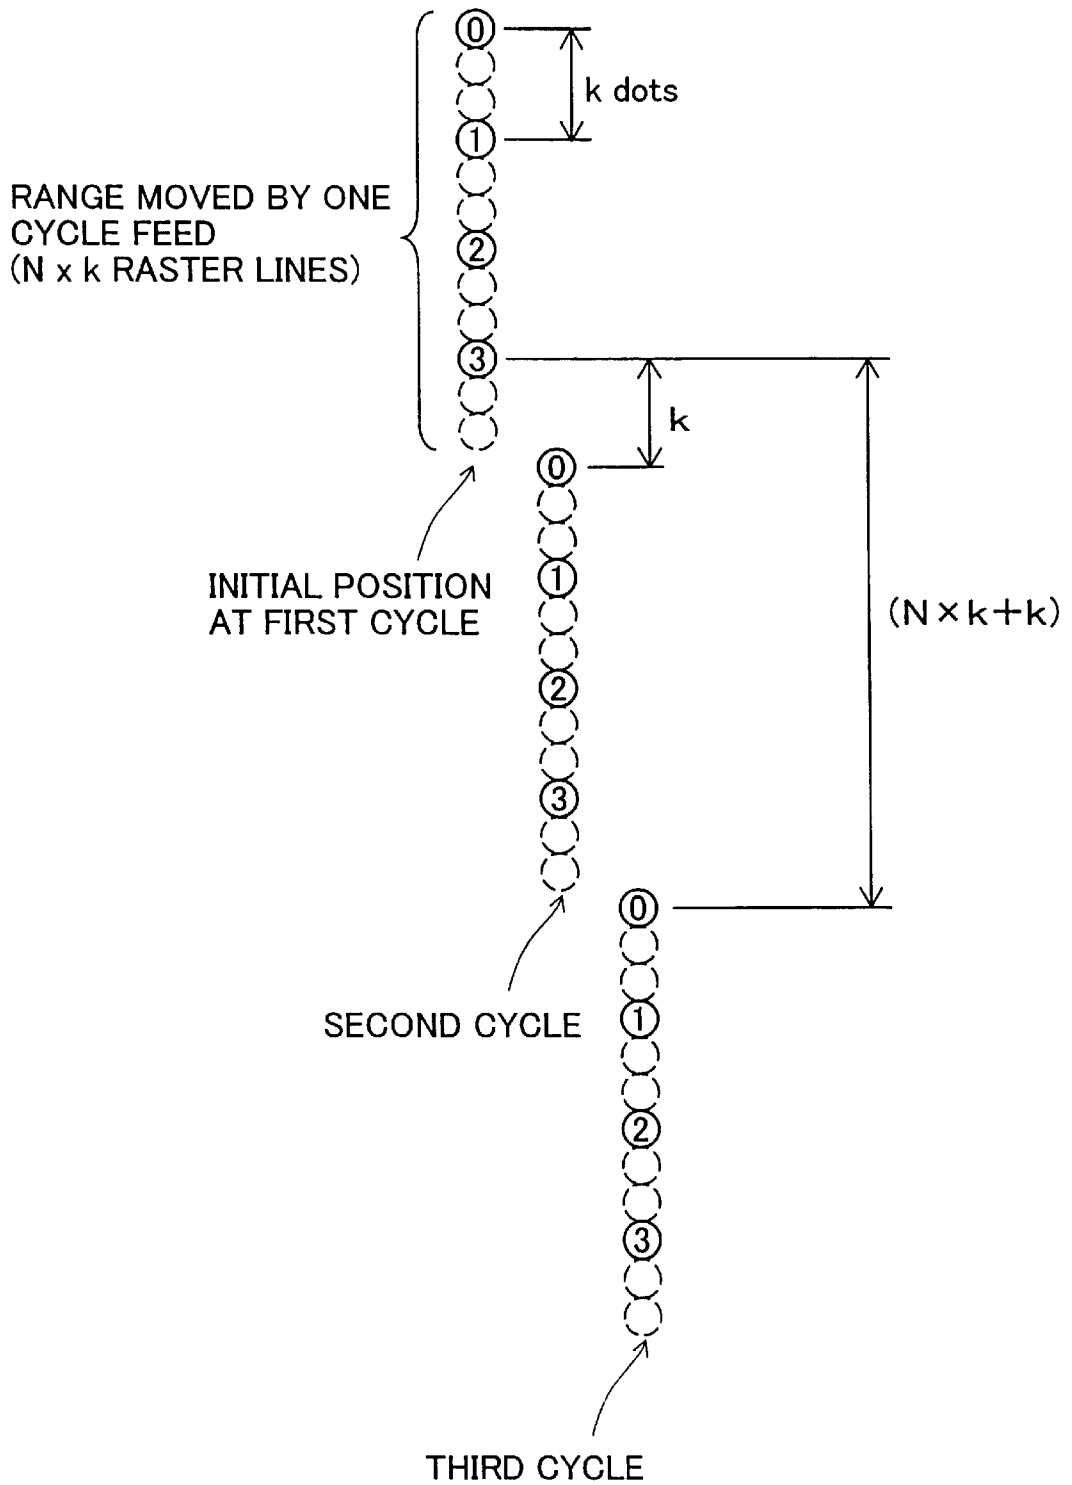 0
k dots
1
RANGE MOVED BY ONE
CYCLE FEED
(N x k RASTER LINES)
2
3
k
0
INITIAL POSITION
AT FIRST CYCLE
1
(N×k+k)
2
3
0
SECOND CYCLE
1
2
3
THIRD CYCLE